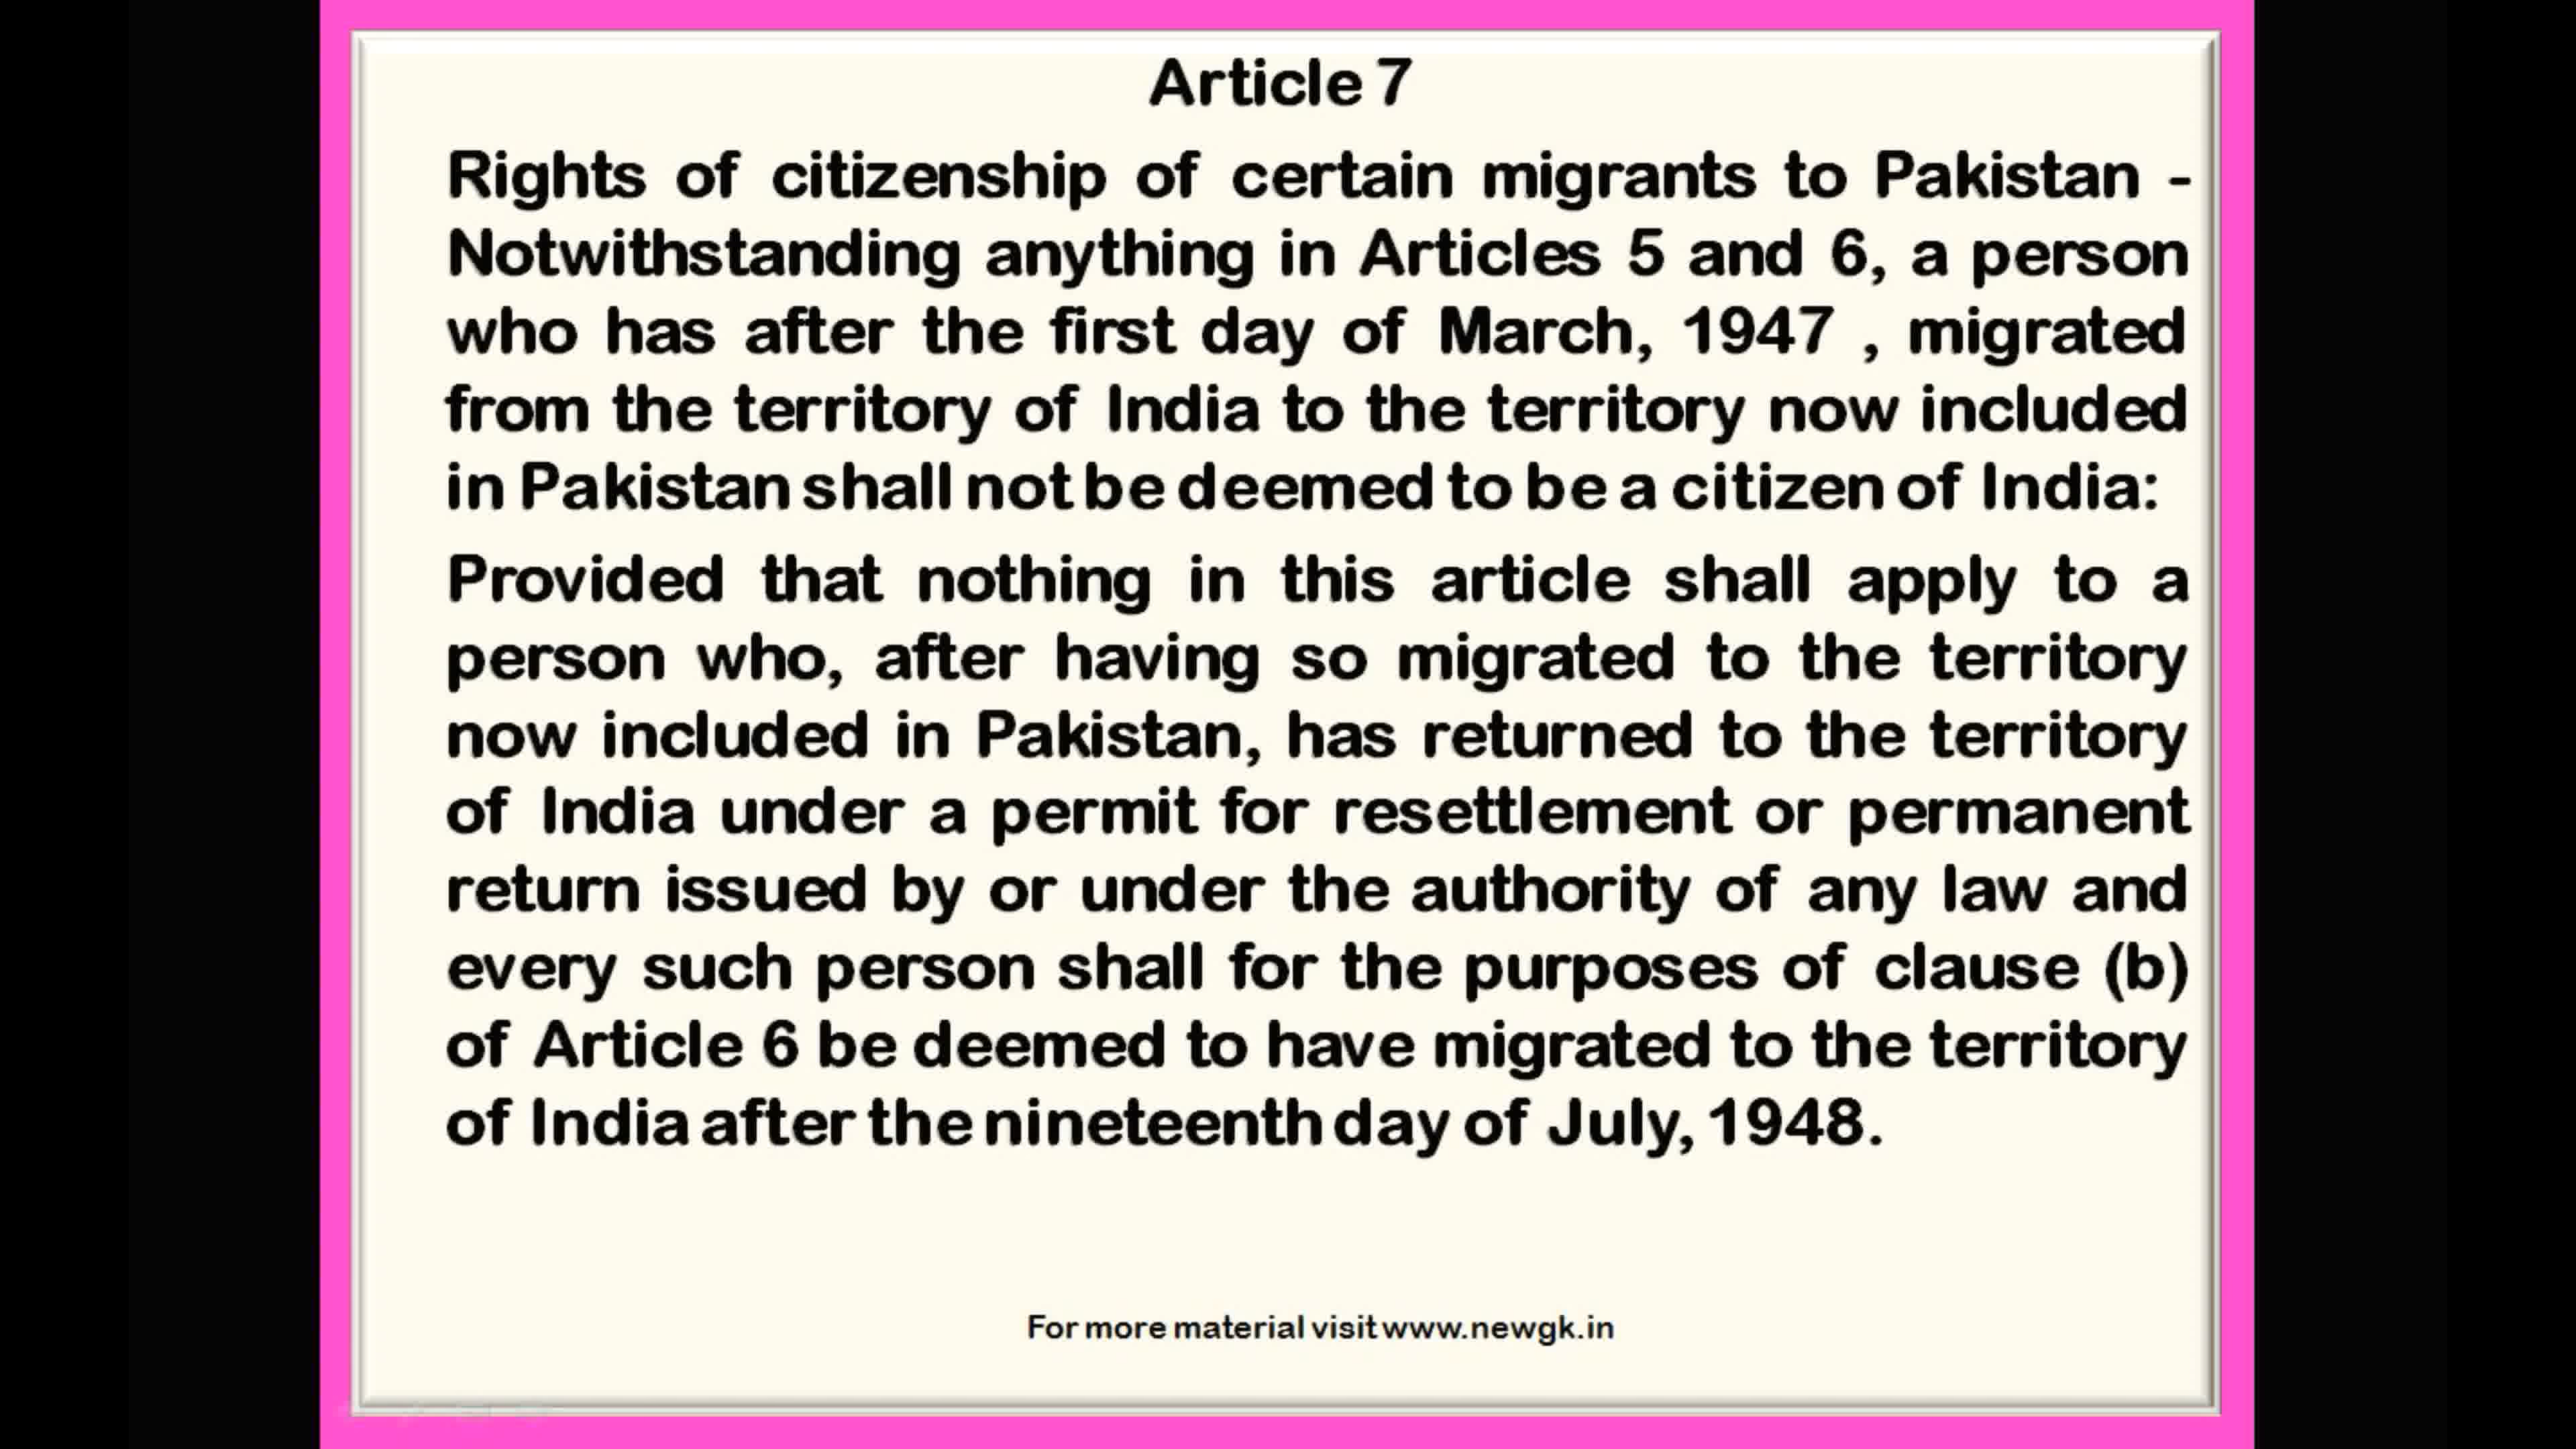 Article 7
Rights of citizenship of certain migrants to Pakistan -
Notwithstanding anything in Articles 5 and 6, a person
who has after the first day of March, 1947 , migrated
from the territory of India to the territory now included
in Pakistan shall not be deemed to be a citizen of India:
Provided that nothing in this article shall apply to a
person who, after having so migrated to the territory
now included in Pakistan, has returned to the territory
of India under a permit for resettlement or permanent
return issued by or under the authority of any law and
every such person shall for the purposes of clause (b)
of Article 6 be deemed to have migrated to the territory
of India after the nineteenth day of July, 1948.
For more material visit www.newgk.in